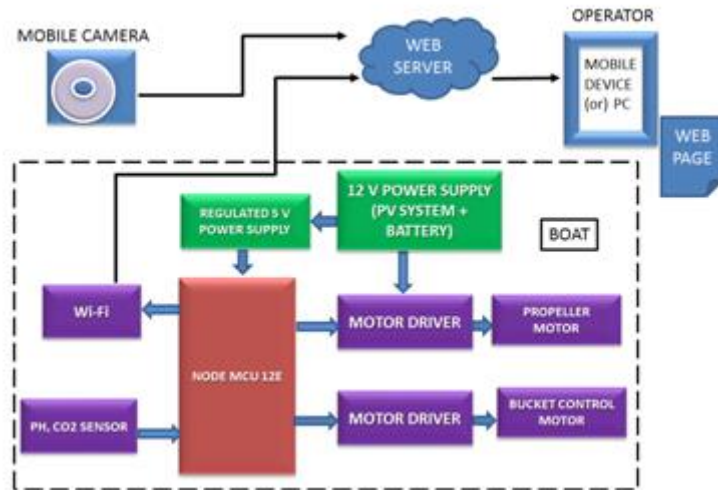 MOBILE CAMERA
WEB
SERVER
OPERATOR
MOBILE
DEVICE
(or) PC
WEB
PAGE
12 V POWER SUPPLY
(PV SYSTEM +
BATTERY)
REGULATED 5 V
POWER SUPPLY
BOAT
Wi-Fi
MOTOR DRIVER
PROPELLER
MOTOR
NODE MCU 12E
PH, CO2 SENSOR
MOTOR DRIVER
BUCKET CONTROL
MOTOR